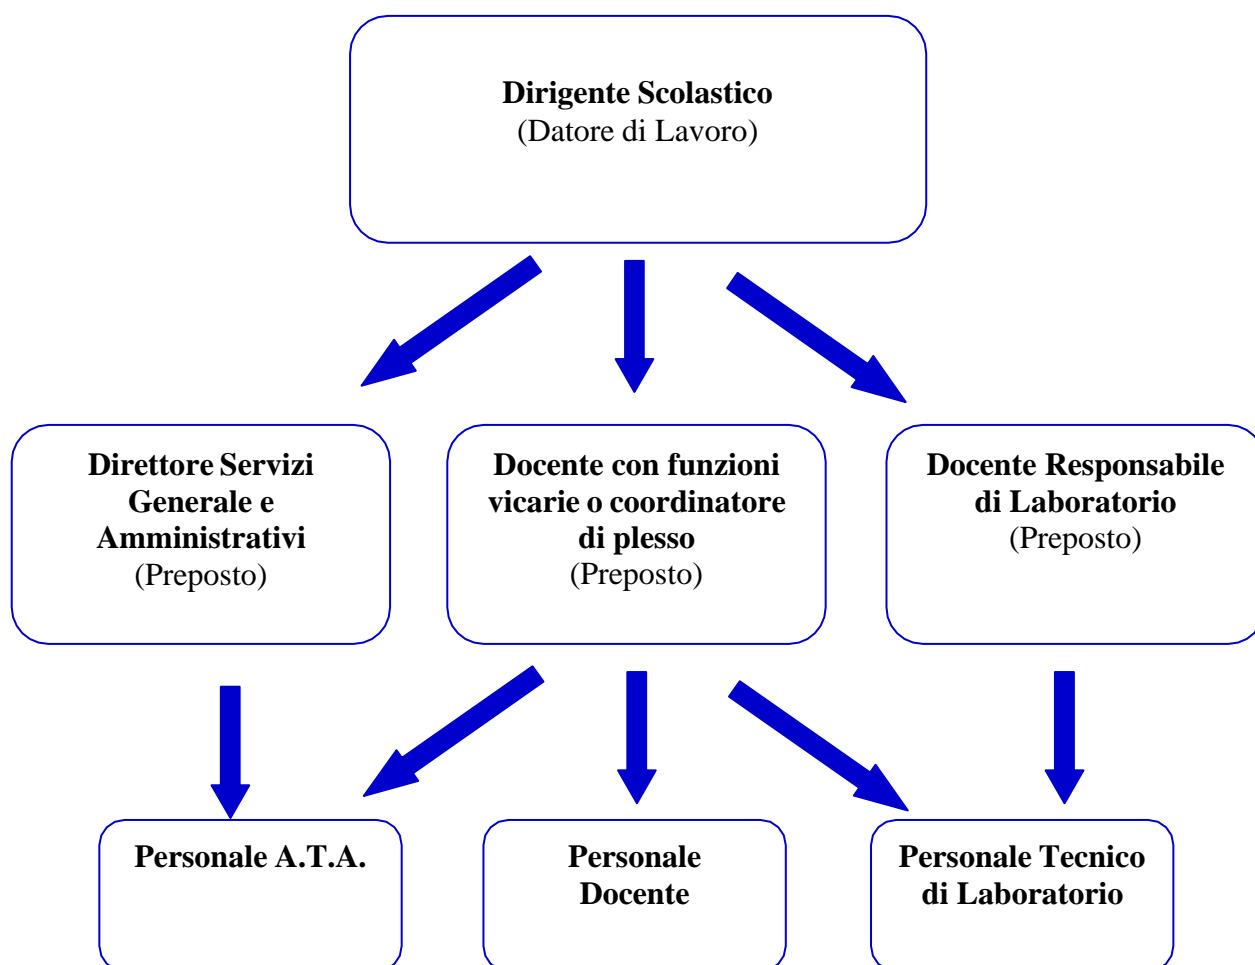 Dirigente Scolastico
(Datore di Lavoro)
Direttore Servizi
Generale e
Amministrativi
(Preposto)
Docente con funzioni
vicarie o coordinatore
di plesso
(Preposto)
Docente Responsabile
di Laboratorio
(Preposto)
Personale A.T.A.
Personale
Docente
Personale Tecnico
di Laboratorio